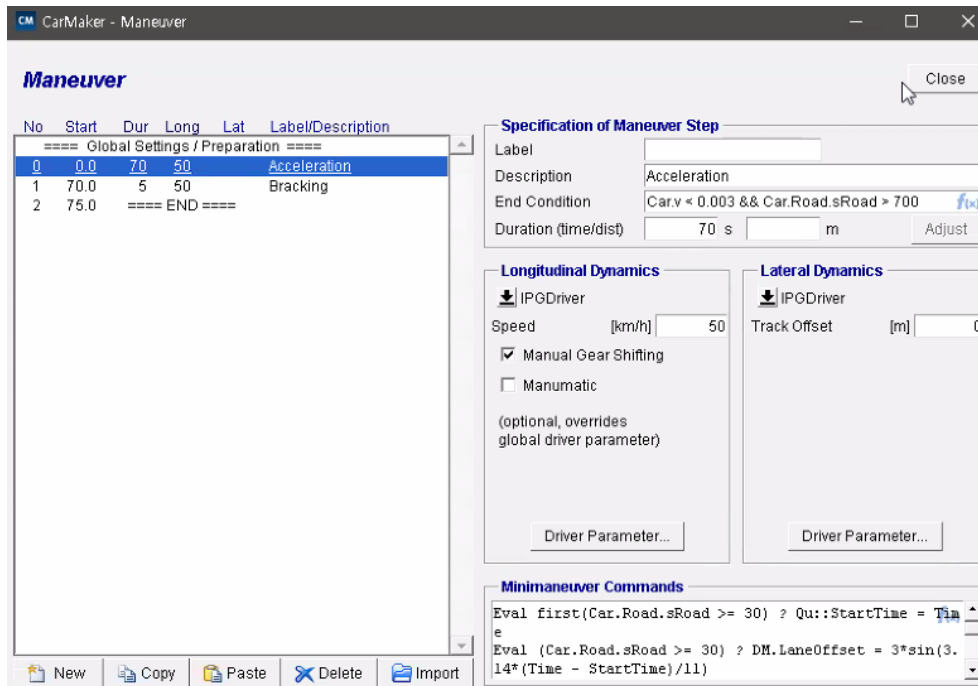 CM CarMaker - Maneuver
Maneuver
Close
No Start Dur Long Lat Label/Description
==== Global Settings / Preparation ====
0 0.0 70 50 Acceleration
1 70.0 5 50 Bracking
2 75.0 ==== END ====
Specification of Maneuver Step
Label
Description Acceleration
End Condition Car.v < 0.003 && Car.Road.sRoad > 700 f(x)
Duration (time/dist) 70 s m Adjust
Longitudinal Dynamics
IPGDriver
Speed [km/h] 50
Manual Gear Shifting
Manumatic
(optional, overrides
global driver parameter)
Driver Parameter...
Lateral Dynamics
IPGDriver
Track Offset [m] 0
Driver Parameter...
Minimaneuver Commands
Eval first(Car.Road.sRoad >= 30) ? Qu::StartTime = Tim
e
Eval (Car.Road.sRoad >= 30) ? DM.LaneOffset = 3*sin(3.
14*(Time - StartTime)/11)
New Copy Paste Delete Import